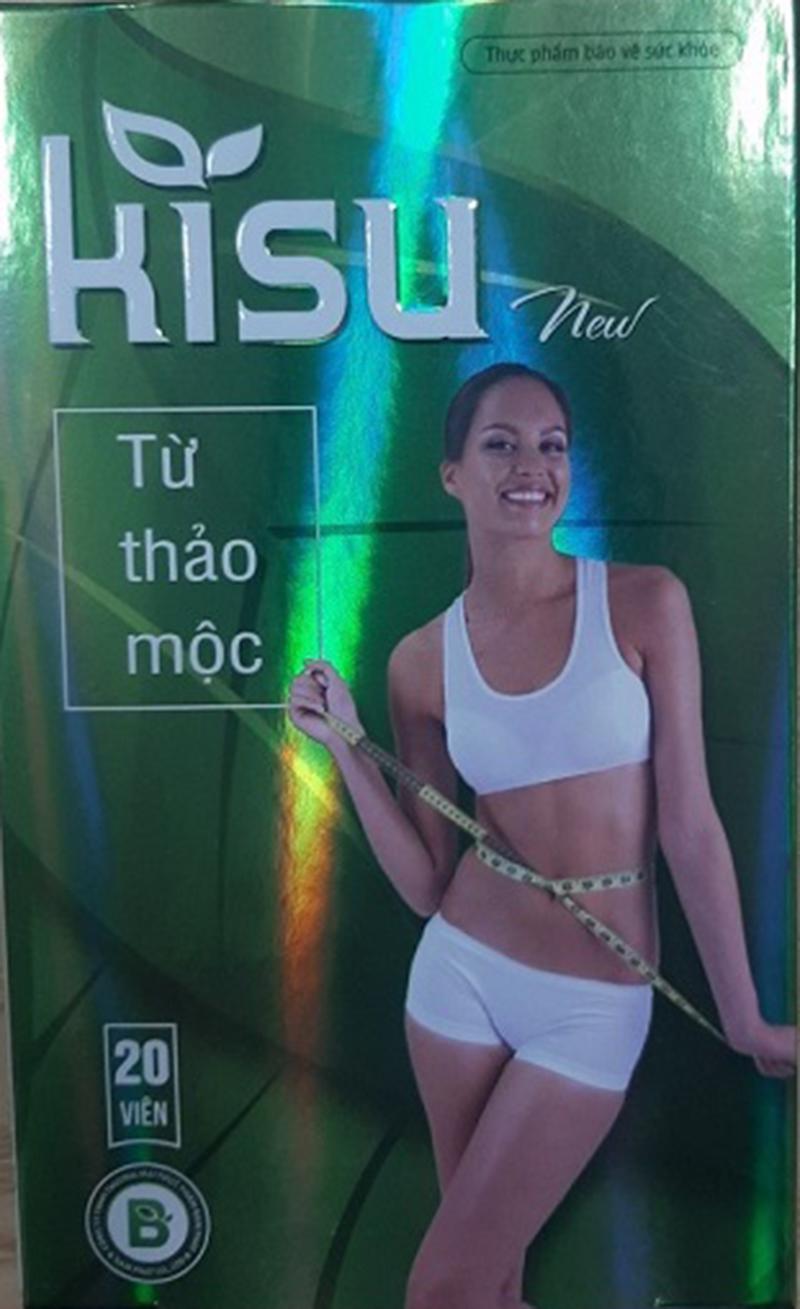 Thực phẩm bảo vệ sức khỏe
kisu
New
Từ
thảo
mộc
20
VIÊN
B